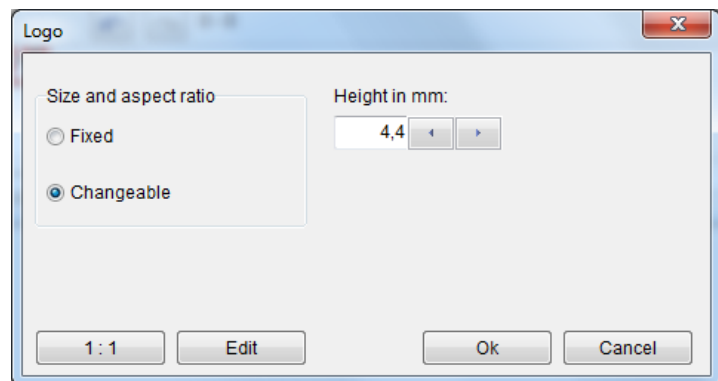 Logo
Size and aspect ratio
Fixed
Changeable
Height in mm:
4,4
1 : 1
Edit
Ok
Cancel